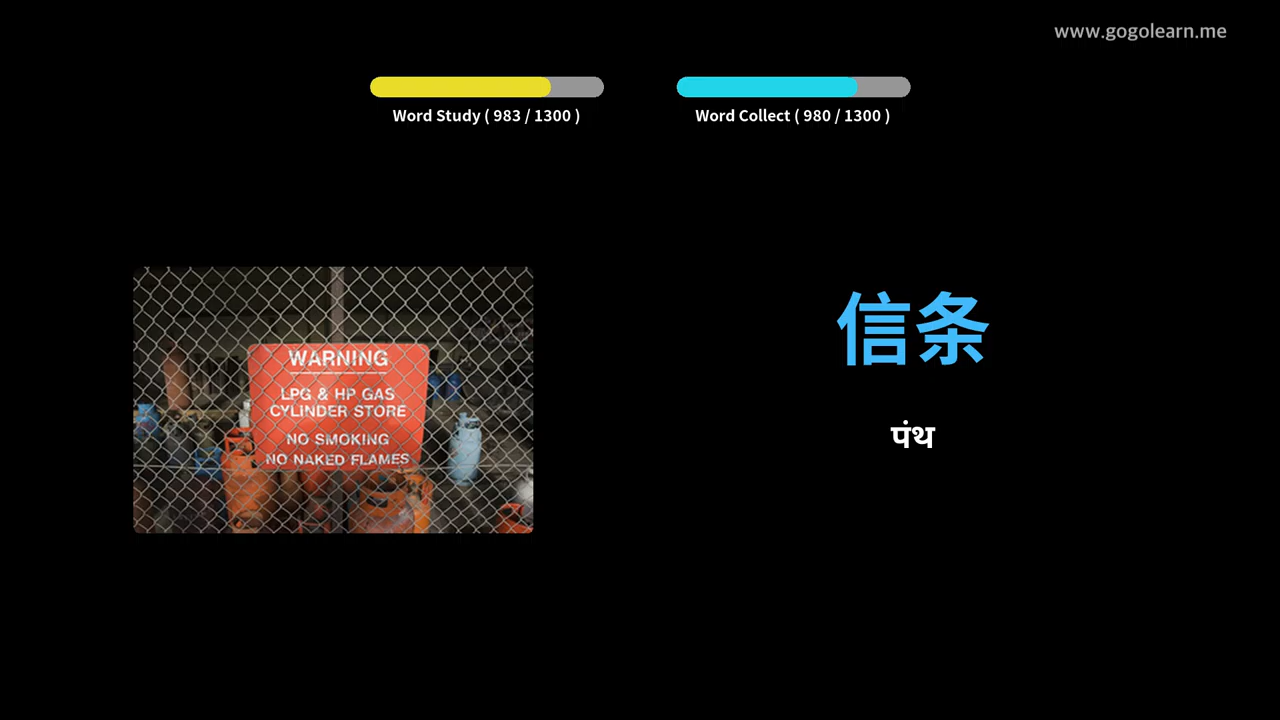 www.gogolearn.me
Word Study ( 983 / 1300 )
Word Collect ( 980 / 1300 )
WARNING
LPG & HP GAS
CYLINDER STORE
NO SMOKING
NO NAKED FLAMES
信条
पंथ